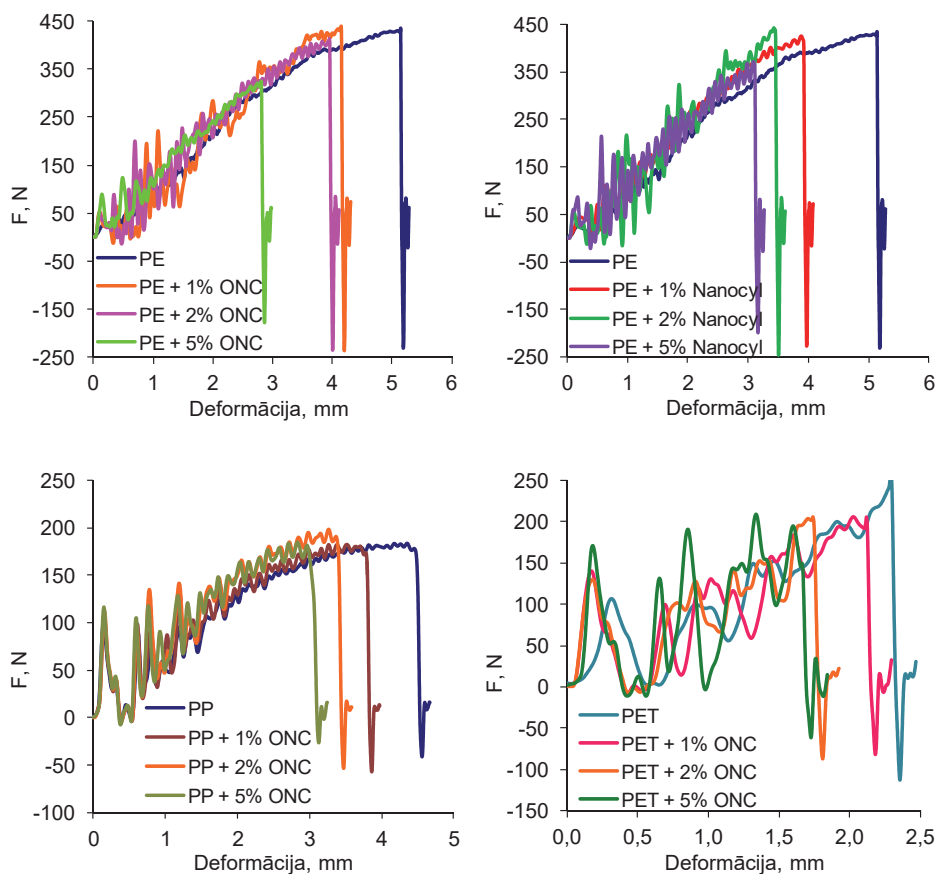 450
350
250
150
50
-50
-150
-250
F, N
PE
PE + 1% ONC
PE + 2% ONC
PE + 5% ONC
0 1 2 3 4 5 6
Deformācija, mm
450
350
250
150
50
-50
-150
-250
F, N
PE
PE + 1% Nanocyl
PE + 2% Nanocyl
PE + 5% Nanocyl
0 1 2 3 4 5 6
Deformācija, mm
250
200
150
100
50
0
-50
-100
F, N
PP
PP + 1% ONC
PP + 2% ONC
PP + 5% ONC
0 1 2 3 4 5
Deformācija, mm
250
200
150
100
50
0
-50
-100
-150
F, N
PET
PET + 1% ONC
PET + 2% ONC
PET + 5% ONC
0,0 0,5 1,0 1,5 2,0 2,5
Deformācija, mm